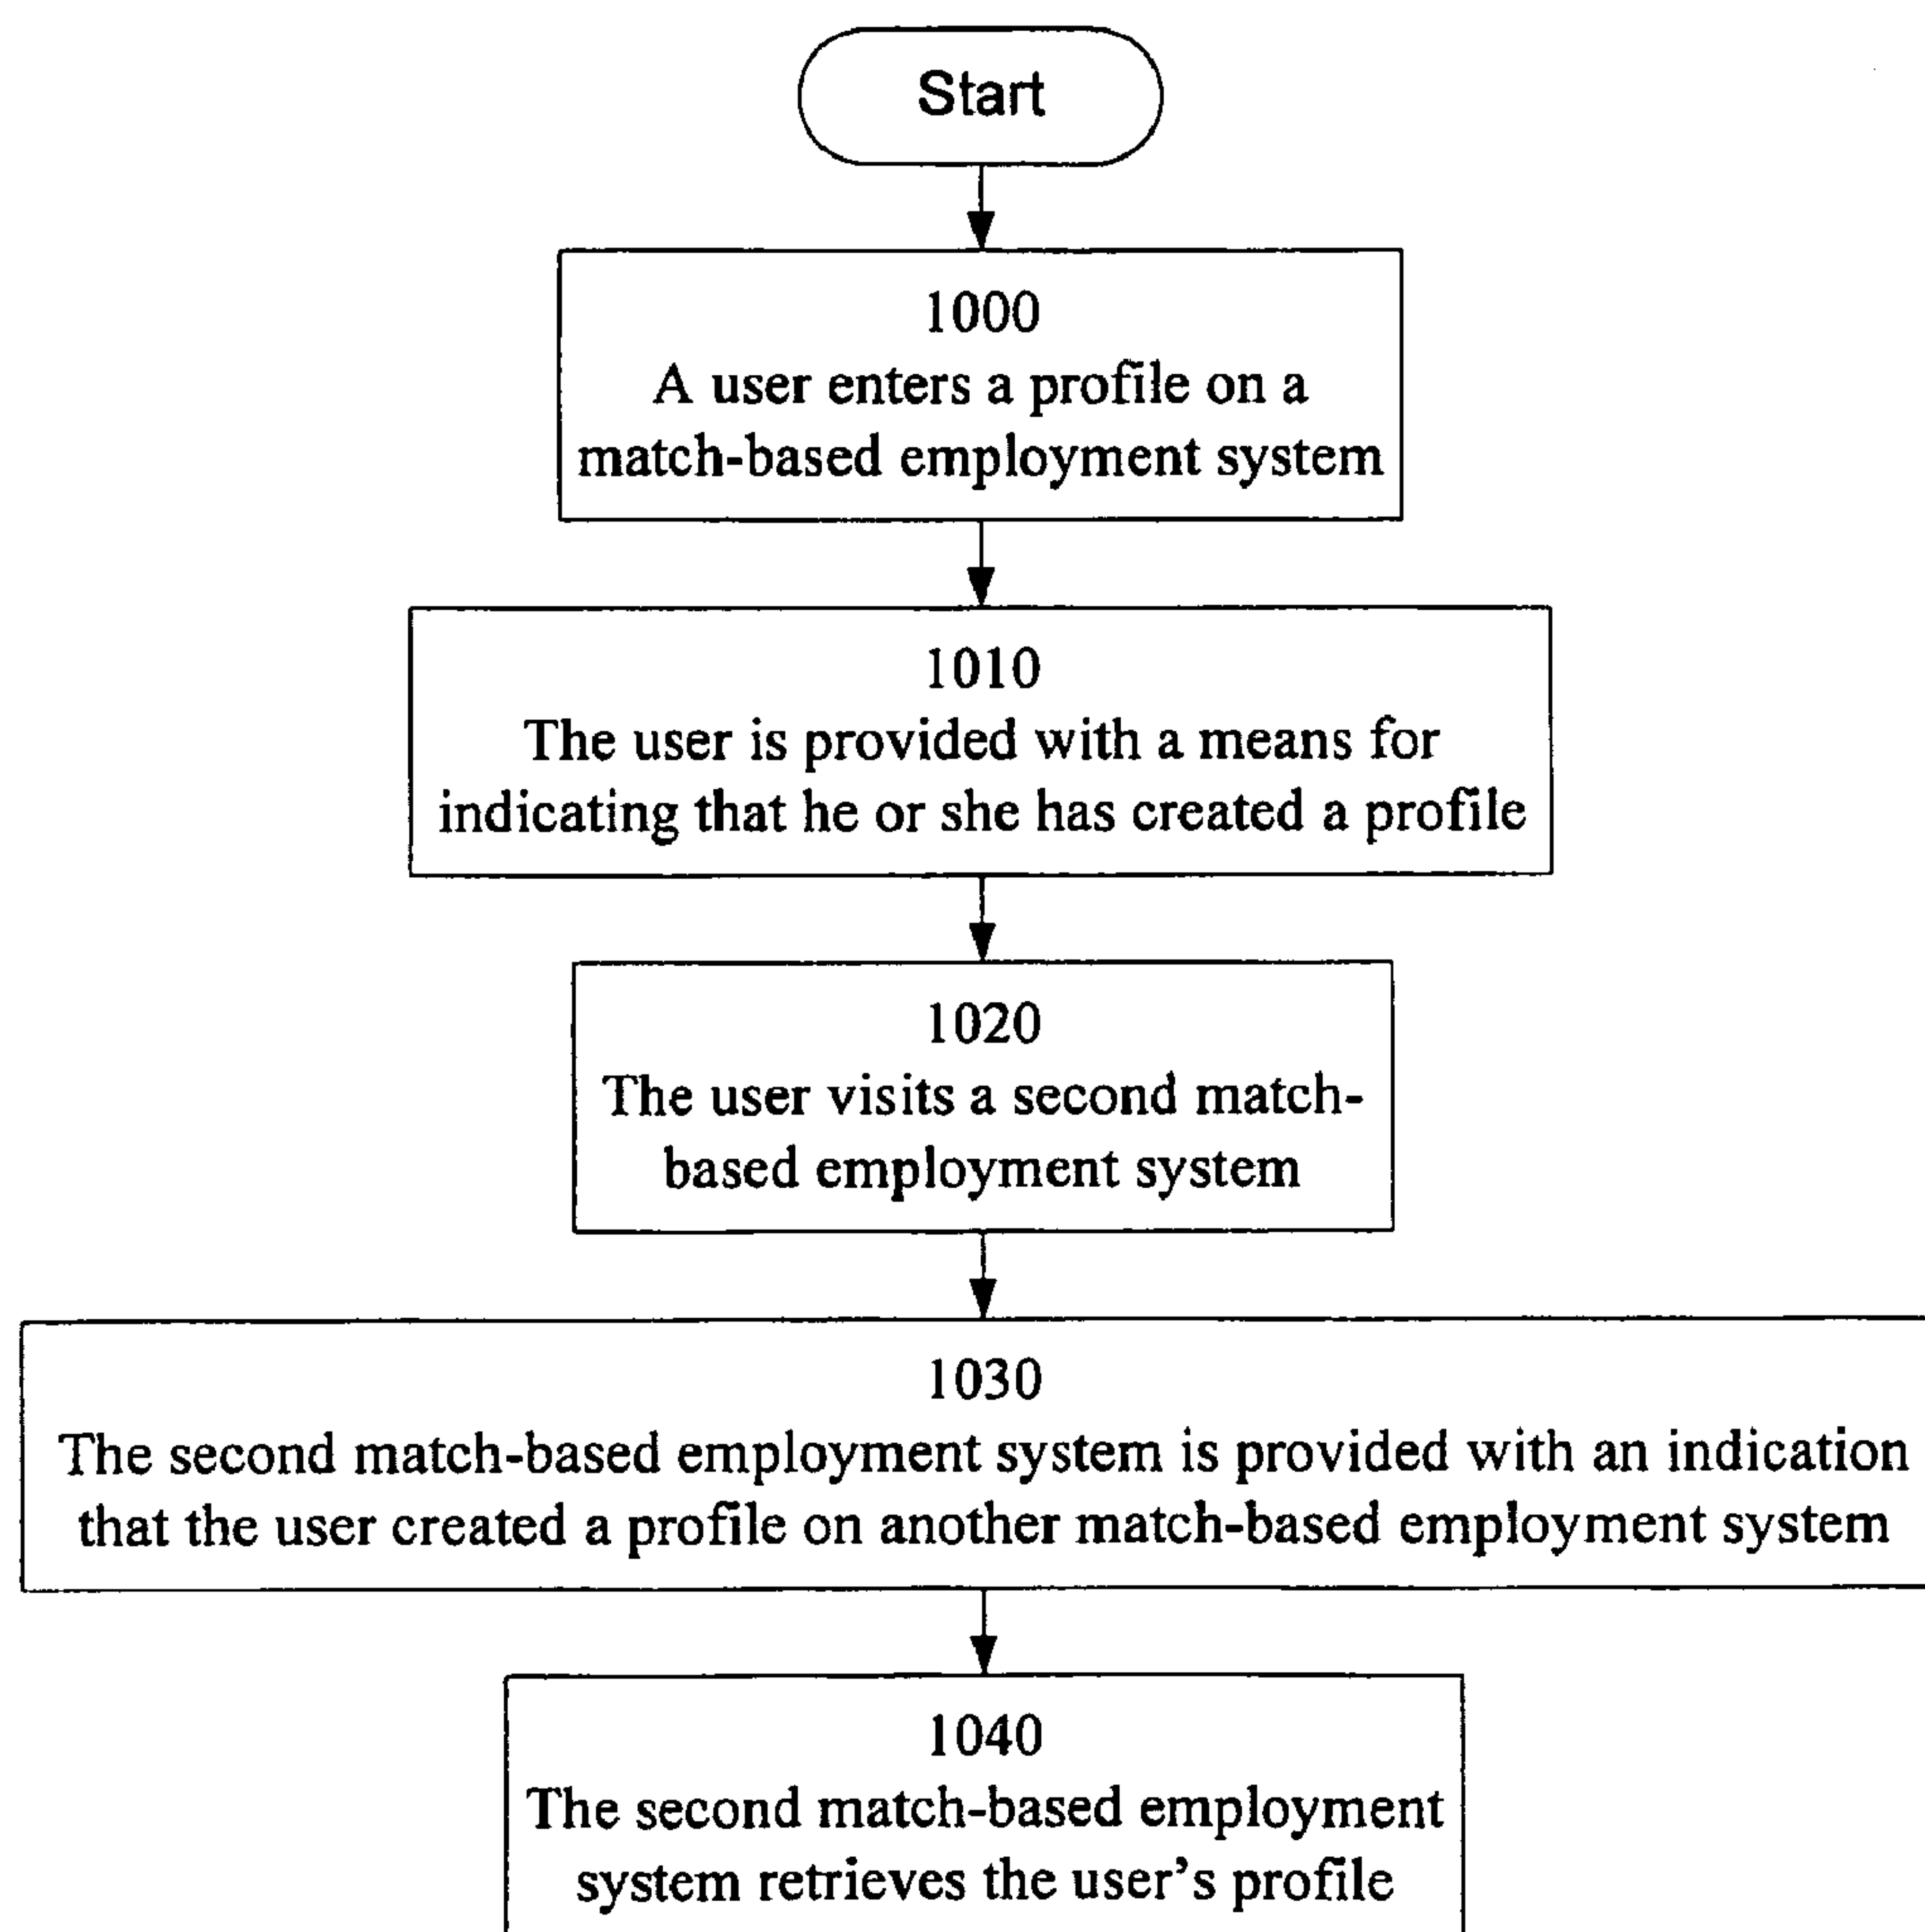 Start
1000
A user enters a profile on a
match-based employment system
1010
The user is provided with a means for
indicating that he or she has created a profile
1020
The user visits a second match-
based employment system
1030
The second match-based employment system is provided with an indication
that the user created a profile on another match-based employment system
1040
The second match-based employment
system retrieves the user's profile